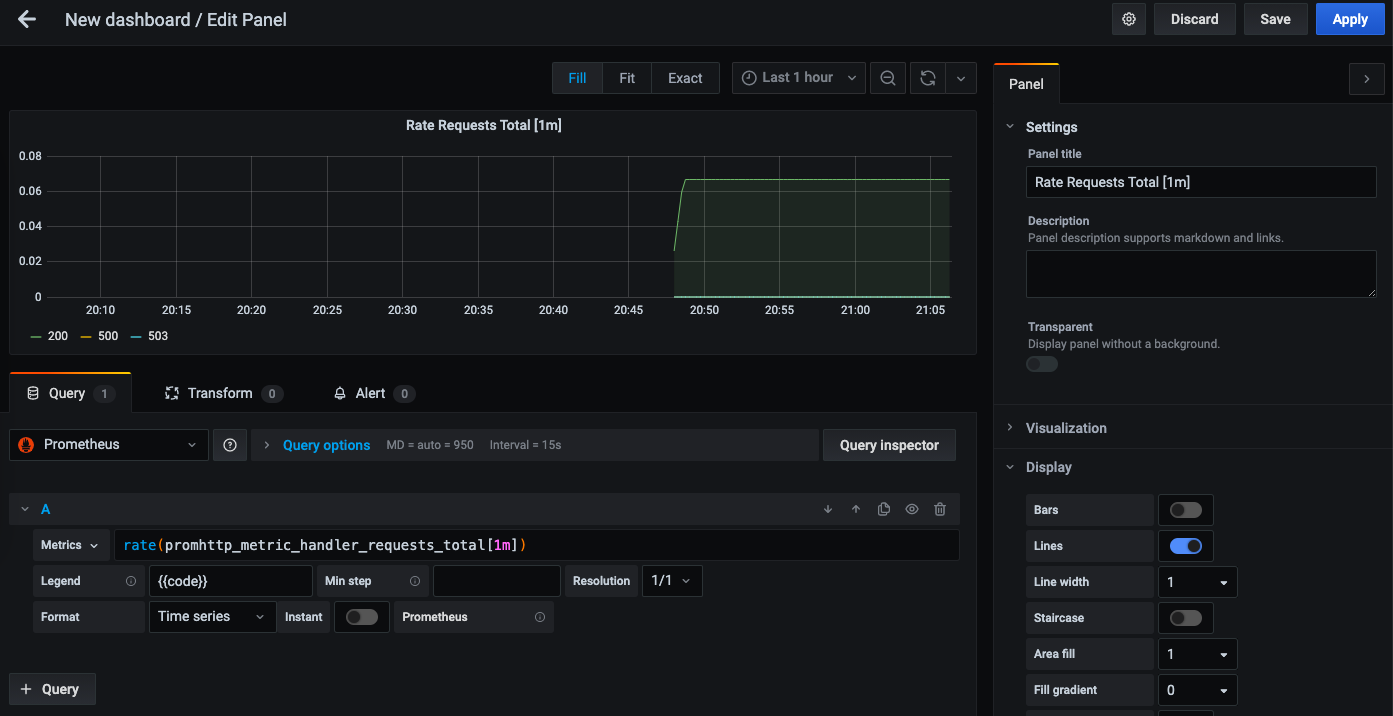 New dashboard / Edit Panel
Discard
Save
Apply
Fill
Fit
Exact
Last 1 hour
Rate Requests Total [1m]
0.08
0.06
0.04
0.02
0
20:10 20:15 20:20 20:25 20:30 20:35 20:40 20:45 20:50 20:55 21:00 21:05
200 500 503
Query 1
Transform 0
Alert 0
Prometheus
Query options MD = auto = 950 Interval = 15s
Query inspector
A
Metrics rate(promhttp_metric_handler_requests_total[1m])
Legend {{code}} Min step Resolution 1/1
Format Time series Instant Prometheus
+ Query
Panel
Settings
Panel title
Rate Requests Total [1m]
Description
Panel description supports markdown and links.
Transparent
Display panel without a background.
Visualization
Display
Bars
Lines
Line width 1
Staircase
Area fill 1
Fill gradient 0